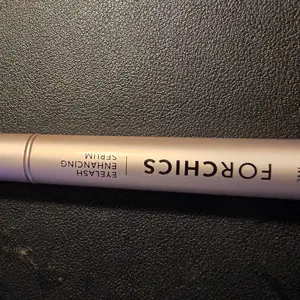 FORCHICS
EYELASH
ENHANCING
SERUM